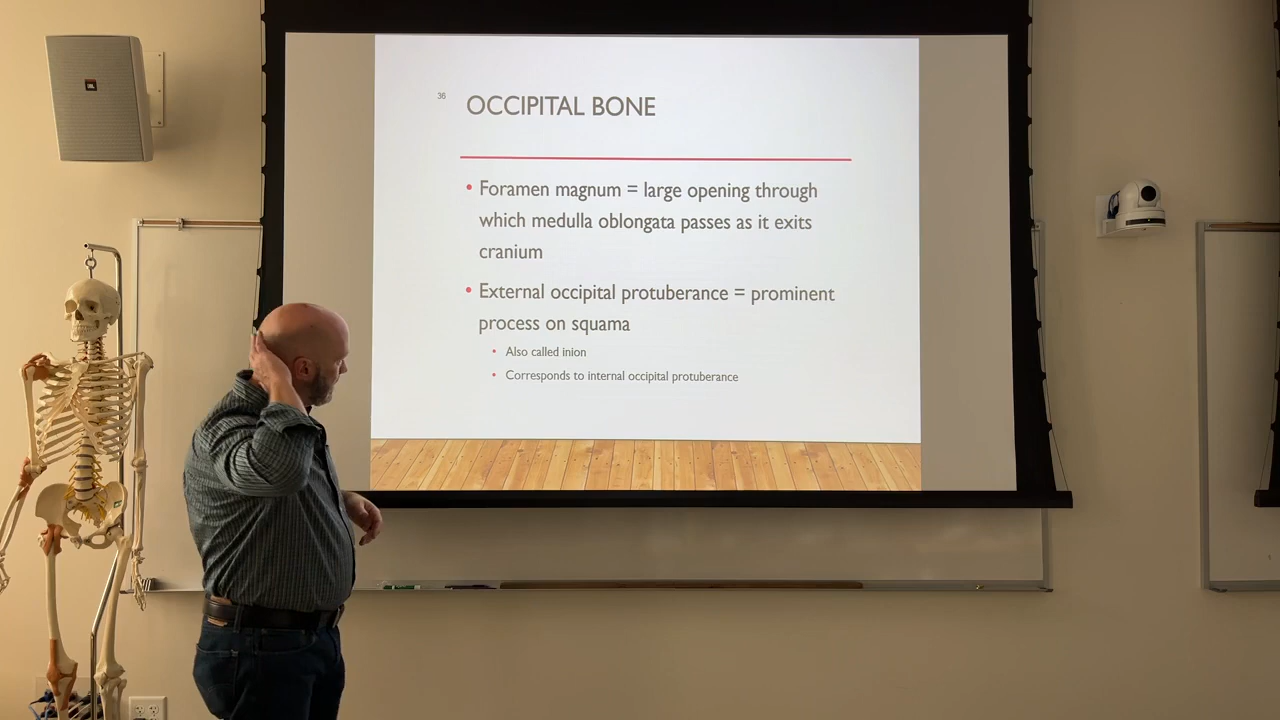 36
OCCIPITAL BONE
• Foramen magnum = large opening through
which medulla oblongata passes as it exits
cranium
• External occipital protuberance = prominent
process on squama
• Also called inion
• Corresponds to internal occipital protuberance
JBL